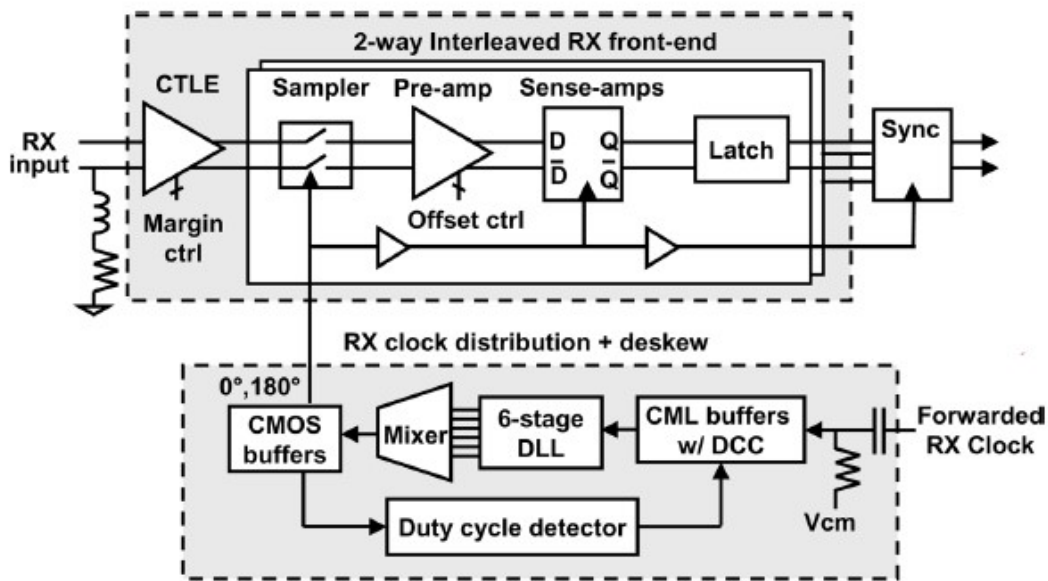 2-way Interleaved RX front-end
CTLE
Sampler
Pre-amp
Sense-amps
RX
input
D
Q
D̅
Q̅
Latch
Sync
Margin
ctrl
Offset ctrl
RX clock distribution + deskew
0°,180°
CMOS
buffers
Mixer
6-stage
DLL
CML buffers
w/ DCC
Forwarded
RX Clock
Vcm
Duty cycle detector